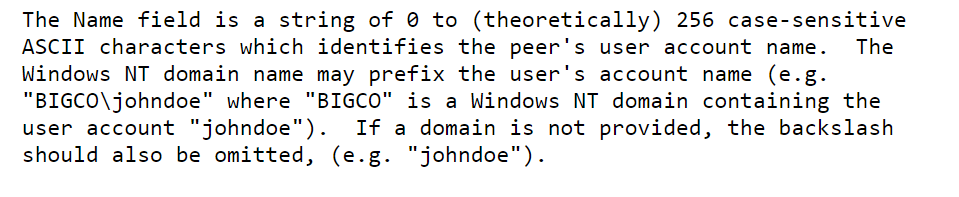 The Name field is a string of 0 to (theoretically) 256 case-sensitive
ASCII characters which identifies the peer's user account name.  The
Windows NT domain name may prefix the user's account name (e.g.
"BIGCO\johndoe" where "BIGCO" is a Windows NT domain containing the
user account "johndoe").  If a domain is not provided, the backslash
should also be omitted, (e.g. "johndoe").